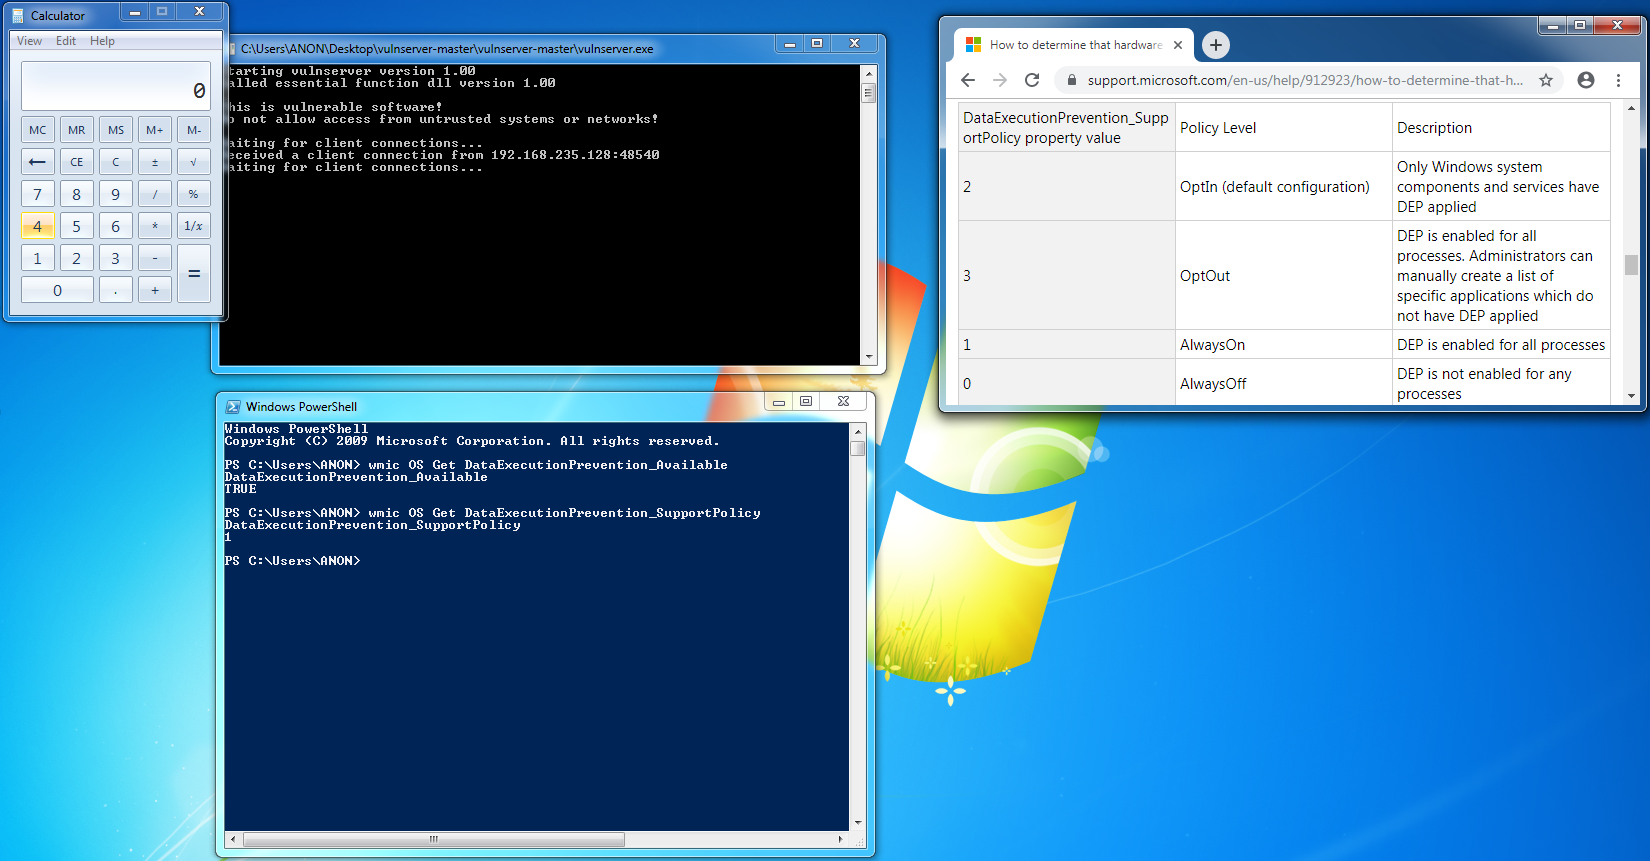 Calculator
View Edit Help
0
MC MR MS M+ M-
← CE C ± √
7 8 9 / %
4 5 6 * 1/x
1 2 3 - =
0 . +
C:\Users\ANON\Desktop\vulnserver-master\vulnserver-master\vulnserver.exe
tarting vulnserver version 1.00
alled essential function dll version 1.00
his is vulnerable software!
o not allow access from untrusted systems or networks!
aiting for client connections...
eceived a client connection from 192.168.235.128:48540
aiting for client connections...
Windows PowerShell
Windows PowerShell
Copyright (C) 2009 Microsoft Corporation. All rights reserved.
PS C:\Users\ANON> wmic OS Get DataExecutionPrevention_Available
DataExecutionPrevention_Available
TRUE
PS C:\Users\ANON> wmic OS Get DataExecutionPrevention_SupportPolicy
DataExecutionPrevention_SupportPolicy
1
PS C:\Users\ANON>
How to determine that hardware
support.microsoft.com/en-us/help/912923/how-to-determine-that-h...
DataExecutionPrevention_Supp
ortPolicy property value
Policy Level
Description
2
OptIn (default configuration)
Only Windows system
components and services have
DEP applied
3
OptOut
DEP is enabled for all
processes. Administrators can
manually create a list of
specific applications which do
not have DEP applied
1
AlwaysOn
DEP is enabled for all processes
0
AlwaysOff
DEP is not enabled for any
processes